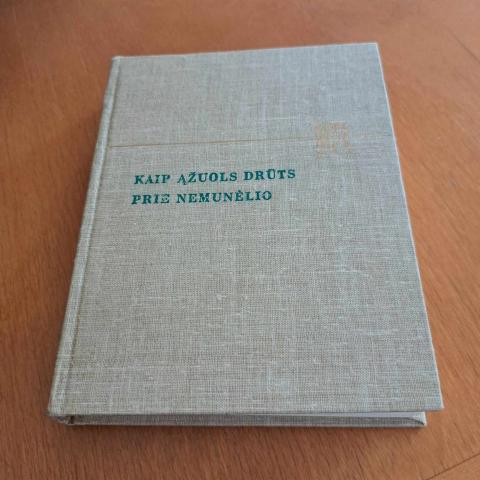 KAIP ĄŽUOLS DRŪTS
PRIE NEMUNĖLIO